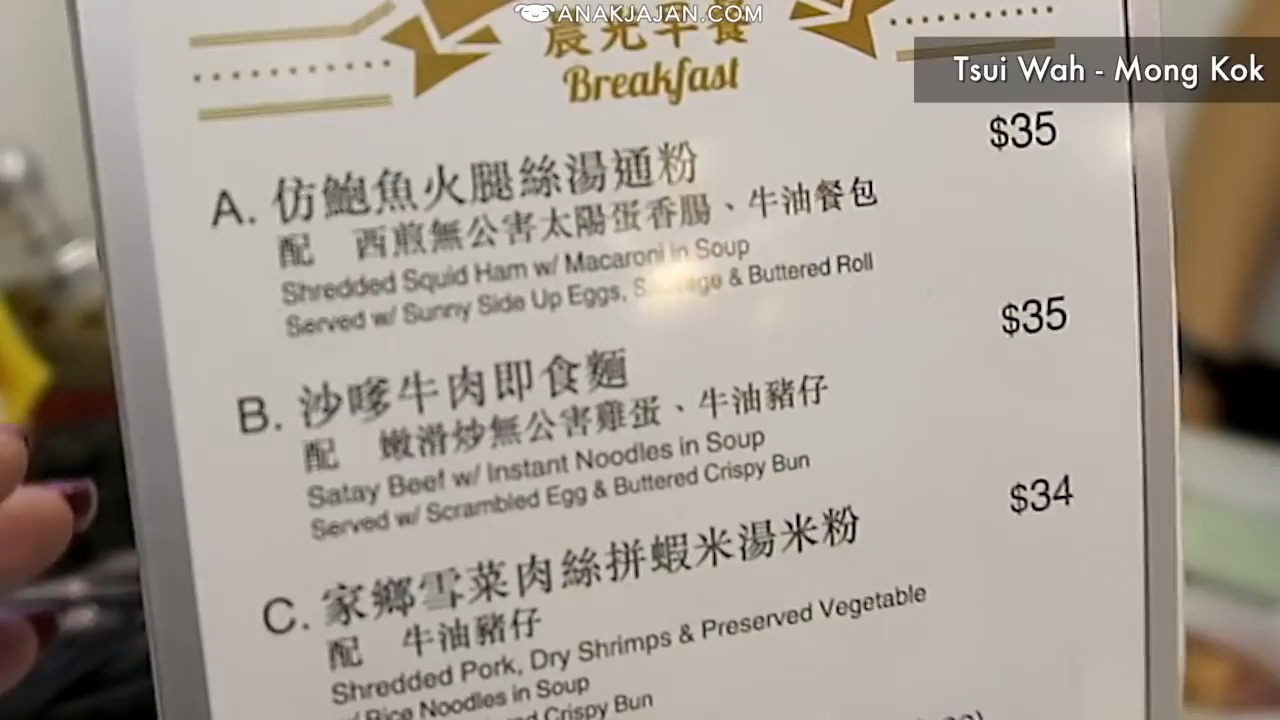 ANAKJAJAN.COM
Tsui Wah - Mong Kok
晨光早餐
Breakfast
$35
A. 仿鮑魚火腿絲湯通粉
配 西煎無公害太陽蛋香腸、牛油餐包
Shredded Squid Ham w/ Macaroni in Soup
Served w/ Sunny Side Up Eggs, Sausage & Buttered Roll
$35
B. 沙嗲牛肉即食麵
配 嫩滑炒無公害雞蛋、牛油豬仔
Satay Beef w/ Instant Noodles in Soup
Served w/ Scrambled Egg & Buttered Crispy Bun
$34
C. 家鄉雪菜肉絲拼蝦米湯米粉
配 牛油豬仔
Shredded Pork, Dry Shrimps & Preserved Vegetable
w/ Rice Noodles in Soup
Crispy Bun